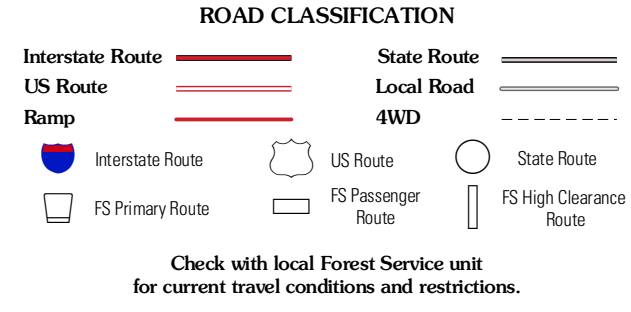 ROAD CLASSIFICATION
Interstate Route
State Route
US Route
Local Road
Ramp
4WD
Interstate Route
US Route
State Route
FS Primary Route
FS Passenger
Route
FS High Clearance
Route
Check with local Forest Service unit
for current travel conditions and restrictions.